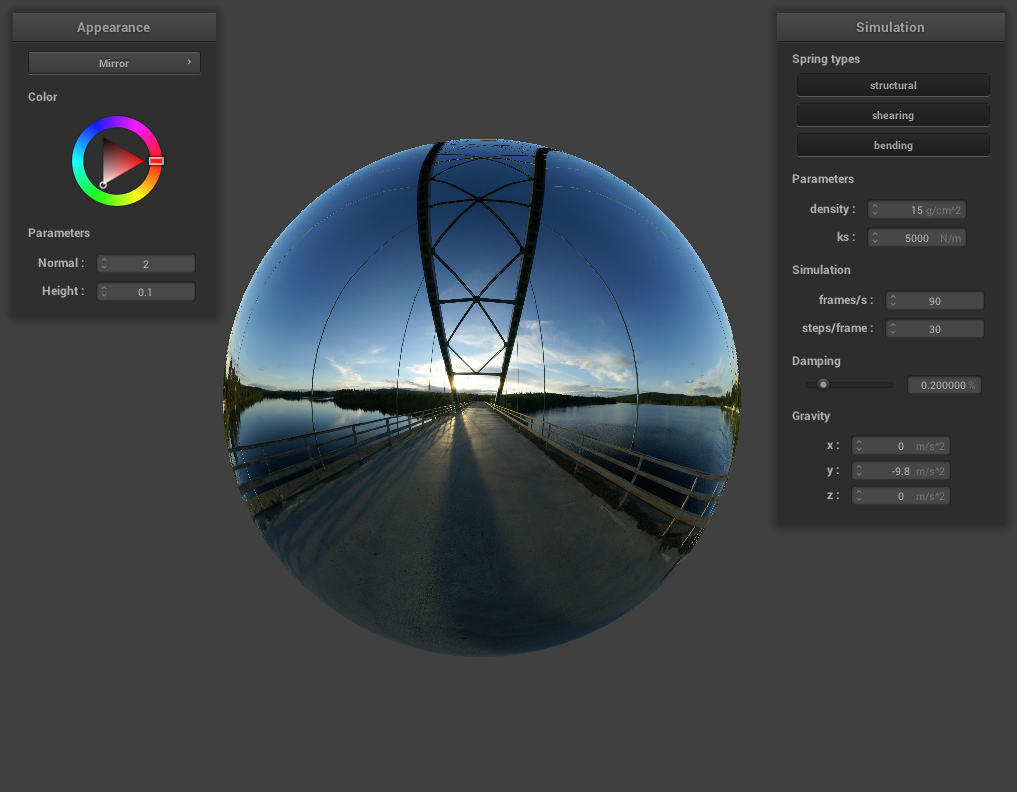 Appearance
Mirror ›
Color
Parameters
Normal : 2
Height : 0.1
Simulation
Spring types
structural
shearing
bending
Parameters
density : 15 g/cm^2
ks : 5000 N/m
Simulation
frames/s : 90
steps/frame : 30
Damping
0.200000 %
Gravity
x : 0 m/s^2
y : -9.8 m/s^2
z : 0 m/s^2